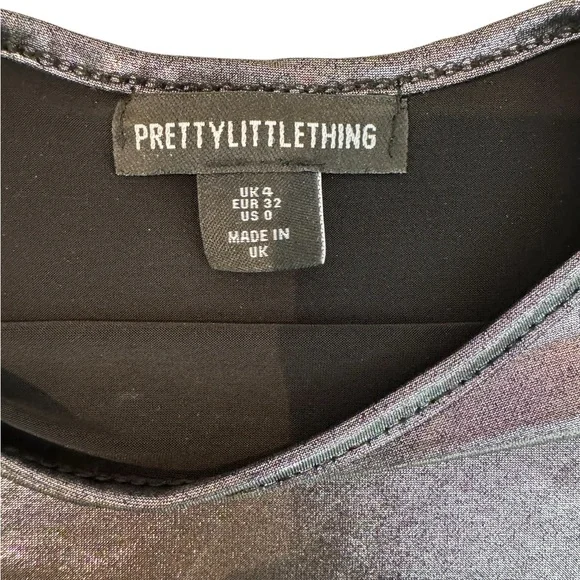 PRETTYLITTLETHING
UK 4
EUR 32
US 0
MADE IN
UK